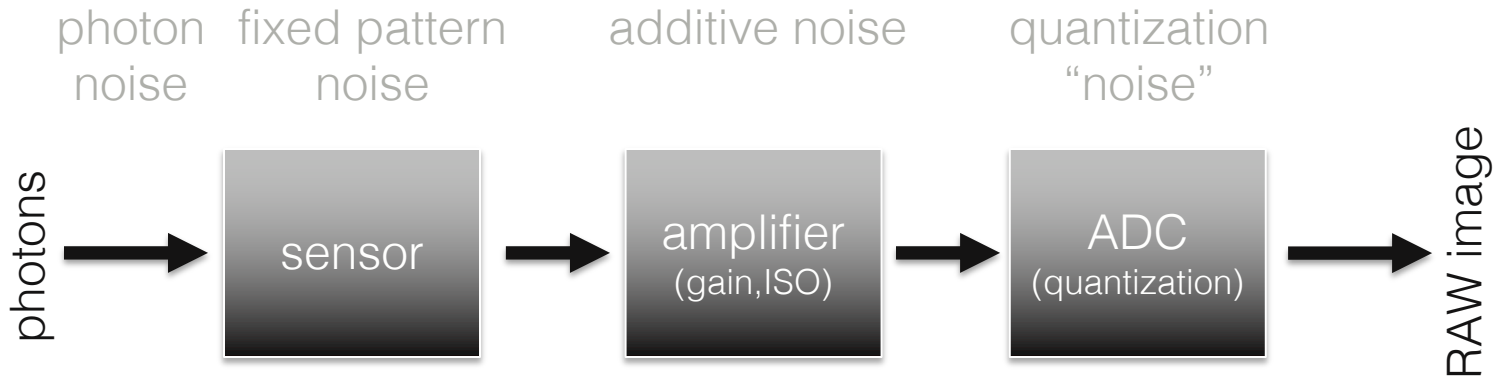 photon
noise
fixed pattern
noise
additive noise
quantization
“noise”
photons
sensor
amplifier
(gain,ISO)
ADC
(quantization)
RAW image